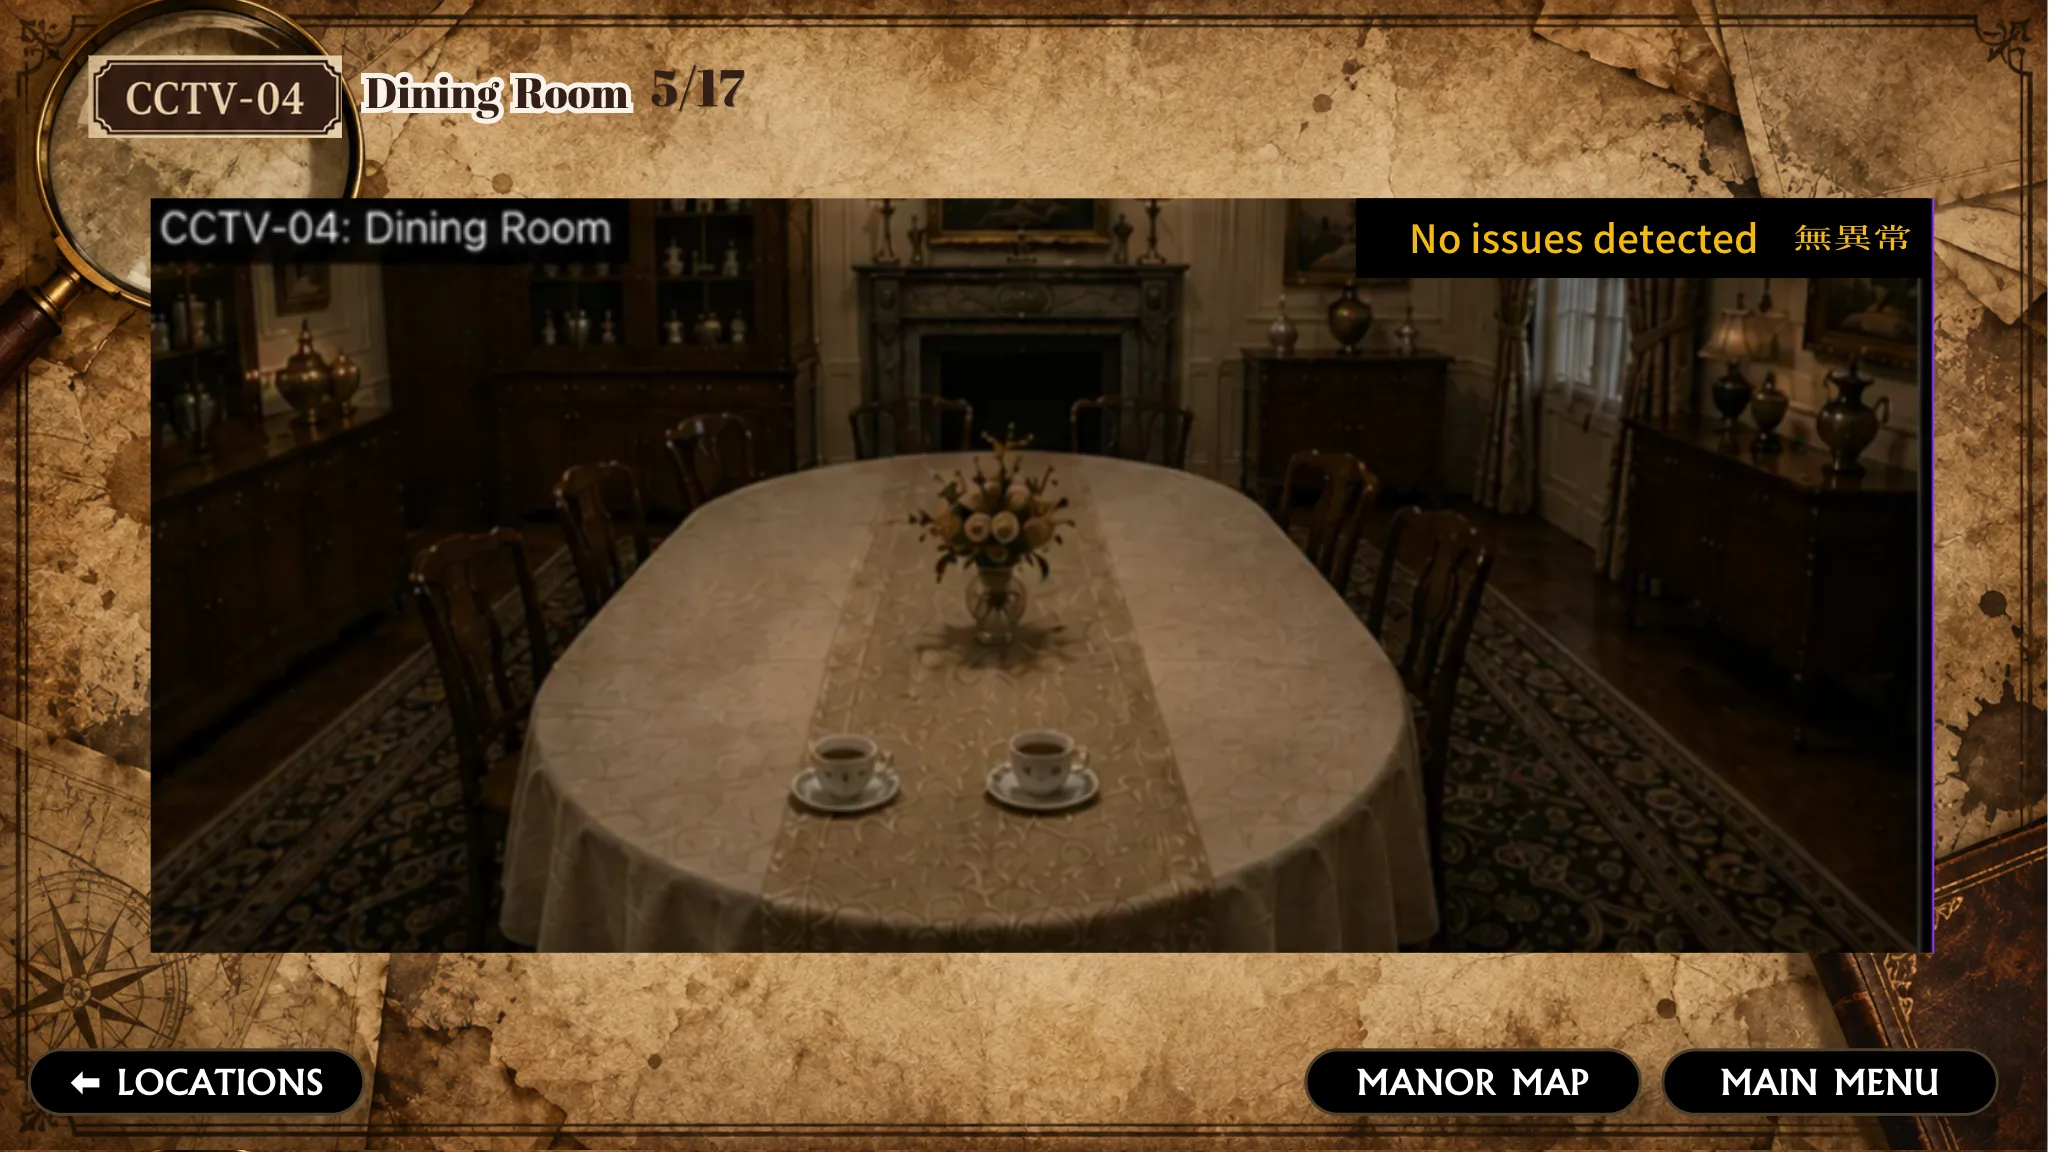 CCTV-04 Dining Room 5/17
CCTV-04: Dining Room
No issues detected 無異常
LOCATIONS
MANOR MAP
MAIN MENU